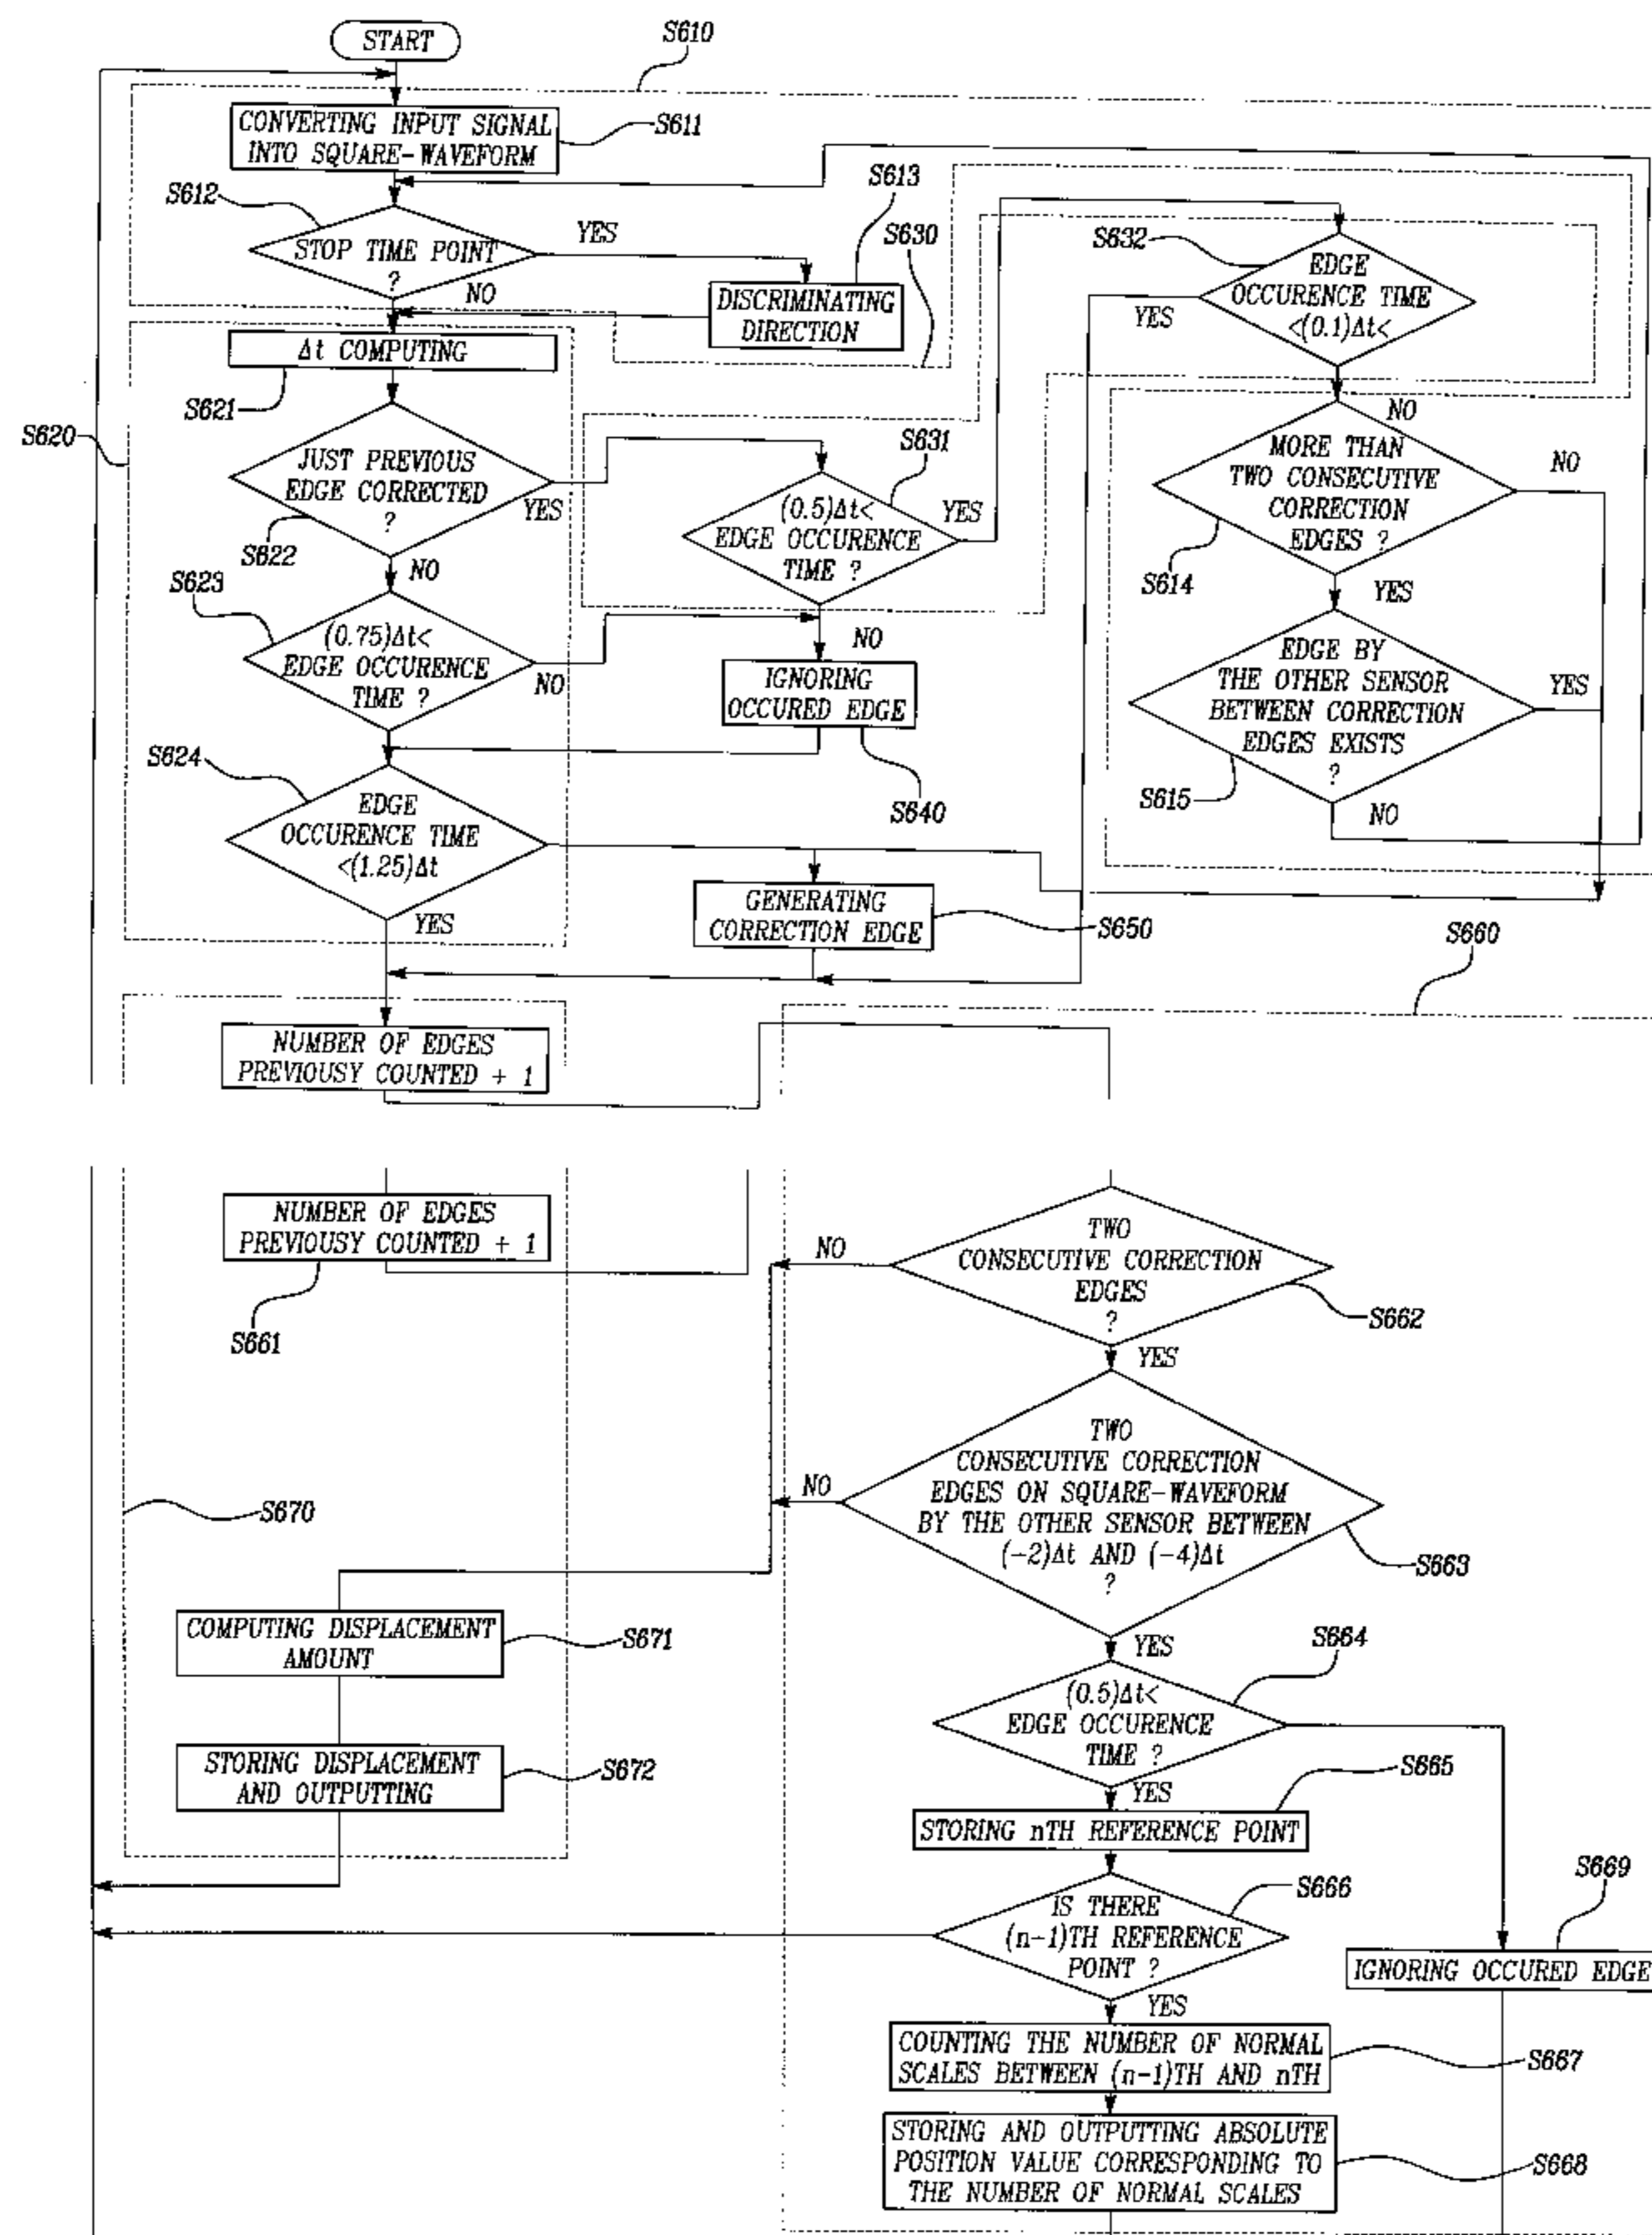 START
S610
CONVERTING INPUT SIGNAL
INTO SQUARE-WAVEFORM
S611
S612
STOP TIME POINT
?
YES
NO
S613
DISCRIMINATING
DIRECTION
S630
S632
EDGE
OCCURENCE TIME
<(0.1)Δt<
YES
NO
Δt COMPUTING
S621
S620
JUST PREVIOUS
EDGE CORRECTED
?
YES
S622
NO
S631
(0.5)Δt<
EDGE OCCURENCE
TIME ?
YES
NO
MORE THAN
TWO CONSECUTIVE
CORRECTION
EDGES ?
NO
S614
YES
S623
(0.75)Δt<
EDGE OCCURENCE
TIME ?
NO
IGNORING
OCCURED EDGE
S640
EDGE BY
THE OTHER SENSOR
BETWEEN CORRECTION
EDGES EXISTS
?
YES
S615
NO
S624
EDGE
OCCURENCE TIME
<(1.25)Δt
YES
GENERATING
CORRECTION EDGE
S650
S660
NUMBER OF EDGES
PREVIOUSY COUNTED + 1
NUMBER OF EDGES
PREVIOUSY COUNTED + 1
S661
TWO
CONSECUTIVE CORRECTION
EDGES
?
NO
S662
YES
TWO
CONSECUTIVE CORRECTION
EDGES ON SQUARE-WAVEFORM
BY THE OTHER SENSOR BETWEEN
(-2)Δt AND (-4)Δt
?
NO
S663
YES
S670
COMPUTING DISPLACEMENT
AMOUNT
S671
S664
(0.5)Δt<
EDGE OCCURENCE
TIME ?
YES
STORING DISPLACEMENT
AND OUTPUTTING
S672
S665
STORING nTH REFERENCE POINT
S666
IS THERE
(n-1)TH REFERENCE
POINT ?
YES
S669
IGNORING OCCURED EDGE
COUNTING THE NUMBER OF NORMAL
SCALES BETWEEN (n-1)TH AND nTH
S667
STORING AND OUTPUTTING ABSOLUTE
POSITION VALUE CORRESPONDING TO
THE NUMBER OF NORMAL SCALES
S668